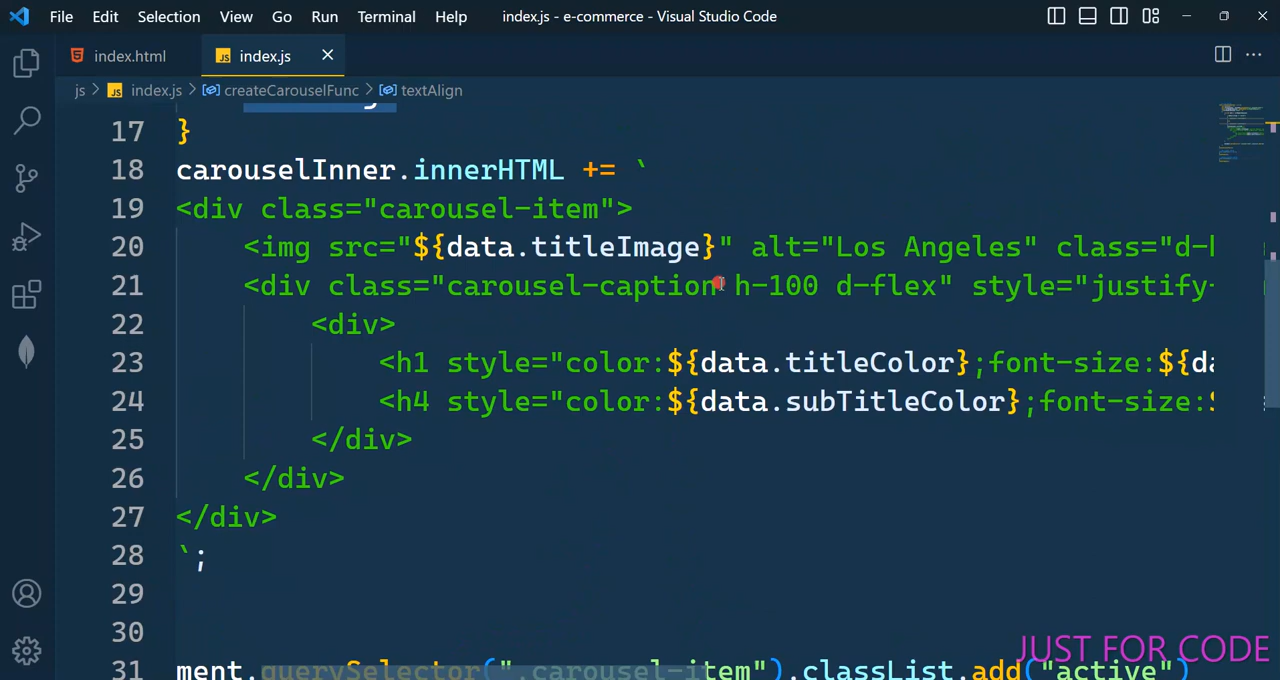 File Edit Selection View Go Run Terminal Help index.js - e-commerce - Visual Studio Code
index.html index.js
js > index.js > createCarouselFunc > textAlign
17 }
18 carouselInner.innerHTML += `
19 <div class="carousel-item">
20 <img src="${data.titleImage}" alt="Los Angeles" class="d-
21 <div class="carousel-caption h-100 d-flex" style="justify-
22 <div>
23 <h1 style="color:${data.titleColor};font-size:${da
24 <h4 style="color:${data.subTitleColor};font-size:
25 </div>
26 </div>
27 </div>
28 `;
29
30
31 ment.querySelector(".carousel-item").classList.add("active")
JUST FOR CODE